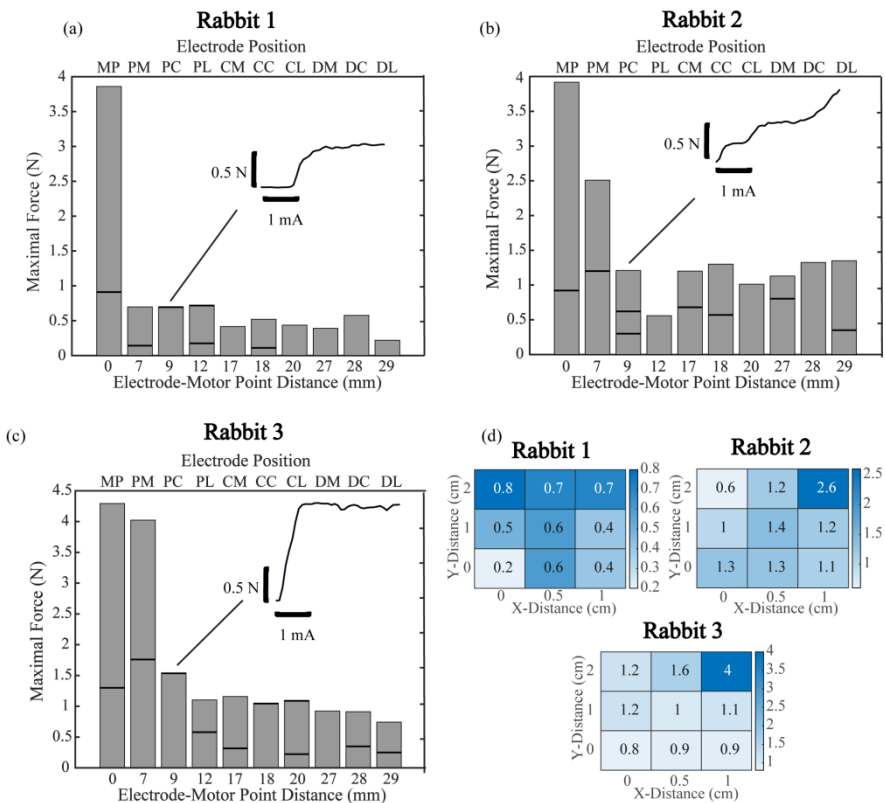 (a)
Rabbit 1
Electrode Position
MP PM PC PL CM CC CL DM DC DL
4
3.5
3
2.5
2
1.5
1
0.5
0
Maximal Force (N)
0.5 N
1 mA
0 7 9 12 17 18 20 27 28 29
Electrode-Motor Point Distance (mm)
(b)
Rabbit 2
Electrode Position
MP PM PC PL CM CC CL DM DC DL
4
3.5
3
2.5
2
1.5
1
0.5
0
Maximal Force (N)
0.5 N
1 mA
0 7 9 12 17 18 20 27 28 29
Electrode-Motor Point Distance (mm)
(c)
Rabbit 3
Electrode Position
MP PM PC PL CM CC CL DM DC DL
4.5
4
3.5
3
2.5
2
1.5
1
0.5
0
Maximal Force (N)
0.5 N
1 mA
0 7 9 12 17 18 20 27 28 29
Electrode-Motor Point Distance (mm)
(d)
Rabbit 1
Y-Distance (cm)
2 0.8 0.7 0.7
1 0.5 0.6 0.4
0 0.2 0.6 0.4
0 0.5 1
X-Distance (cm)
0.8
0.7
0.6
0.5
0.4
0.3
0.2
Rabbit 2
Y-Distance (cm)
2 0.6 1.2 2.6
1 1 1.4 1.2
0 1.3 1.3 1.1
0 0.5 1
X-Distance (cm)
2.5
2
1.5
1
Rabbit 3
Y-Distance (cm)
2 1.2 1.6 4
1 1.2 1 1.1
0 0.8 0.9 0.9
0 0.5 1
X-Distance (cm)
4
3.5
3
2.5
2
1.5
1